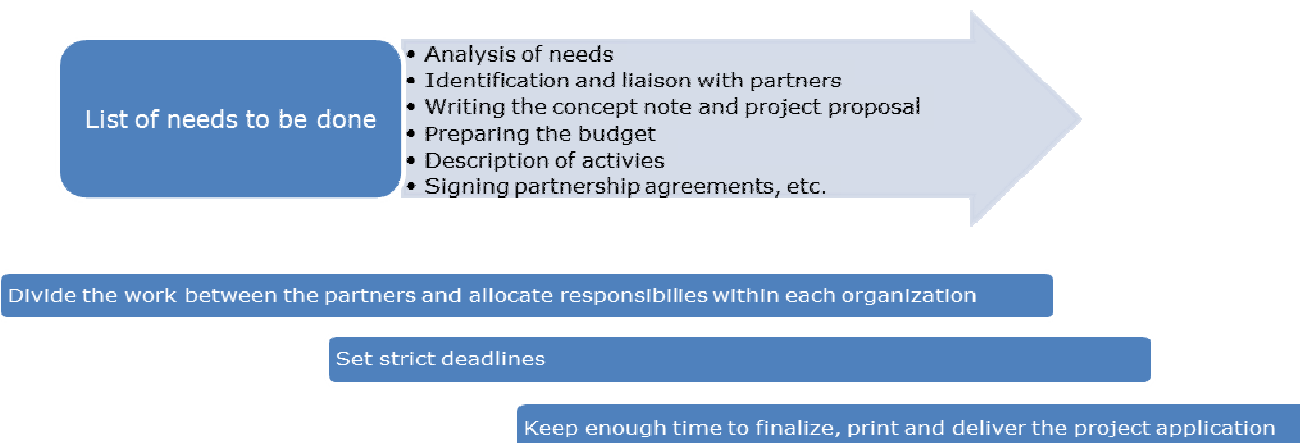 List of needs to be done
• Analysis of needs
• Identification and liaison with partners
• Writing the concept note and project proposal
• Preparing the budget
• Description of activies
• Signing partnership agreements, etc.
Divide the work between the partners and allocate responsibilies within each organization
Set strict deadlines
Keep enough time to finalize, print and deliver the project application